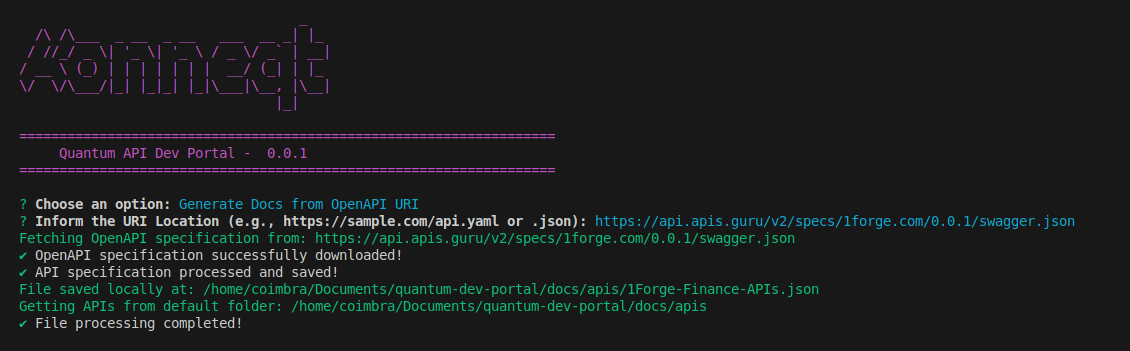 Konneqt
==================================================================
Quantum API Dev Portal -  0.0.1
==================================================================
? Choose an option: Generate Docs from OpenAPI URI
? Inform the URI Location (e.g., https://sample.com/api.yaml or .json): https://api.apis.guru/v2/specs/1forge.com/0.0.1/swagger.json
Fetching OpenAPI specification from: https://api.apis.guru/v2/specs/1forge.com/0.0.1/swagger.json
✔ OpenAPI specification successfully downloaded!
✔ API specification processed and saved!
File saved locally at: /home/coimbra/Documents/quantum-dev-portal/docs/apis/1Forge-Finance-APIs.json
Getting APIs from default folder: /home/coimbra/Documents/quantum-dev-portal/docs/apis
✔ File processing completed!